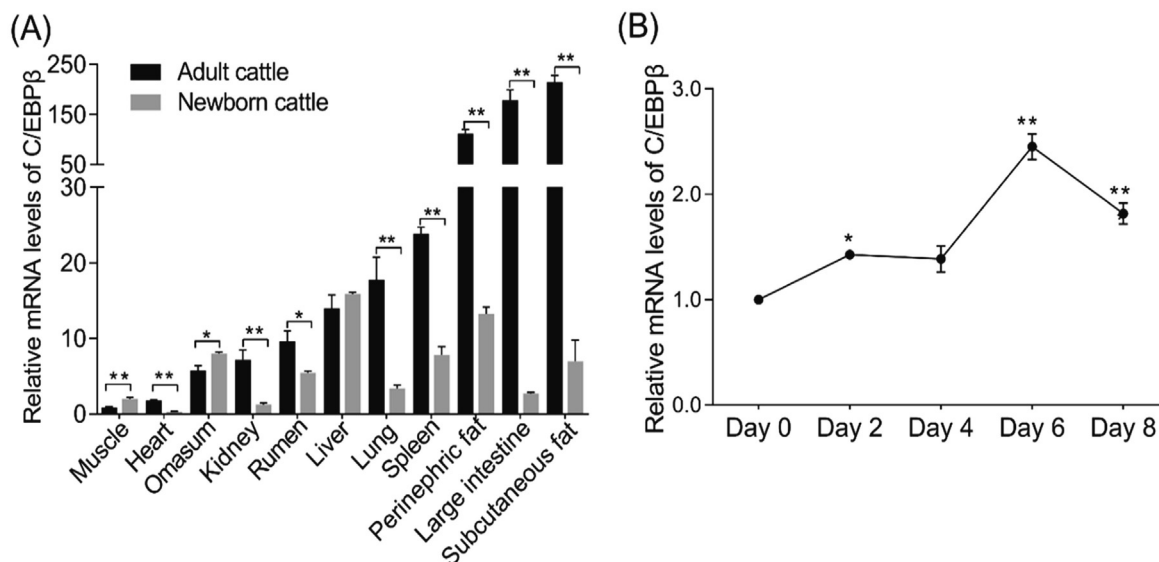 (A)
Relative mRNA levels of C/EBPβ
250
150
50
30
20
10
0
Adult cattle
Newborn cattle
**
**
*
**
*
**
**
**
**
**
Muscle
Heart
Omasum
Kidney
Rumen
Liver
Lung
Spleen
Perinephric fat
Large intestine
Subcutaneous fat
(B)
Relative mRNA levels of C/EBPβ
3.0
2.0
1.0
0.0
*
**
**
Day 0 Day 2 Day 4 Day 6 Day 8